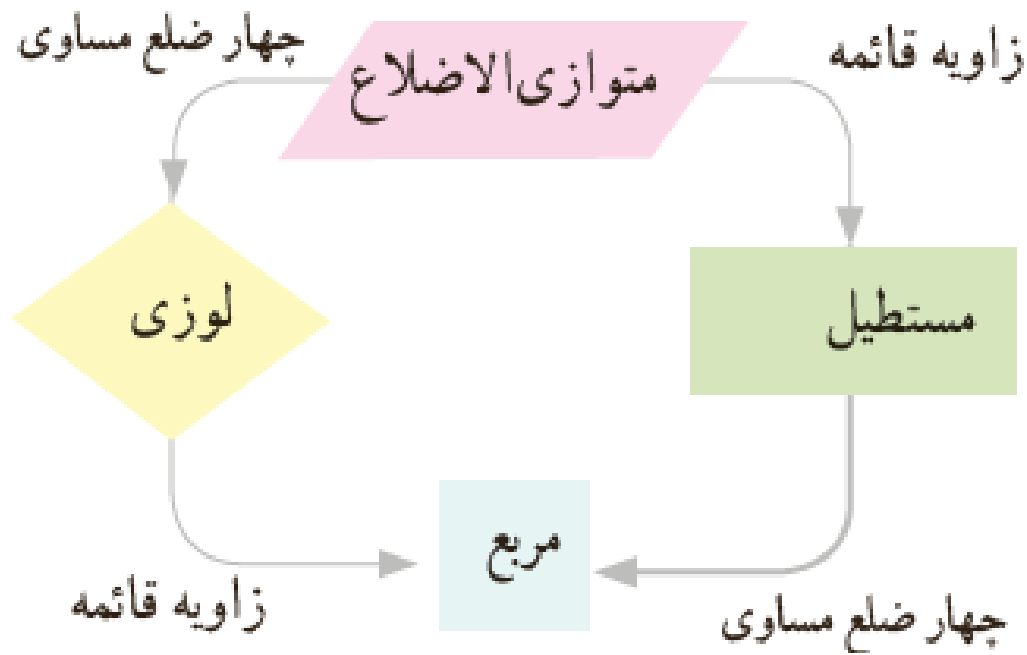 زاویه قائمه
متوازی‌الاضلاع
چهار ضلع مساوی
مستطیل
لوزی
مربع
چهار ضلع مساوی
زاویه قائمه